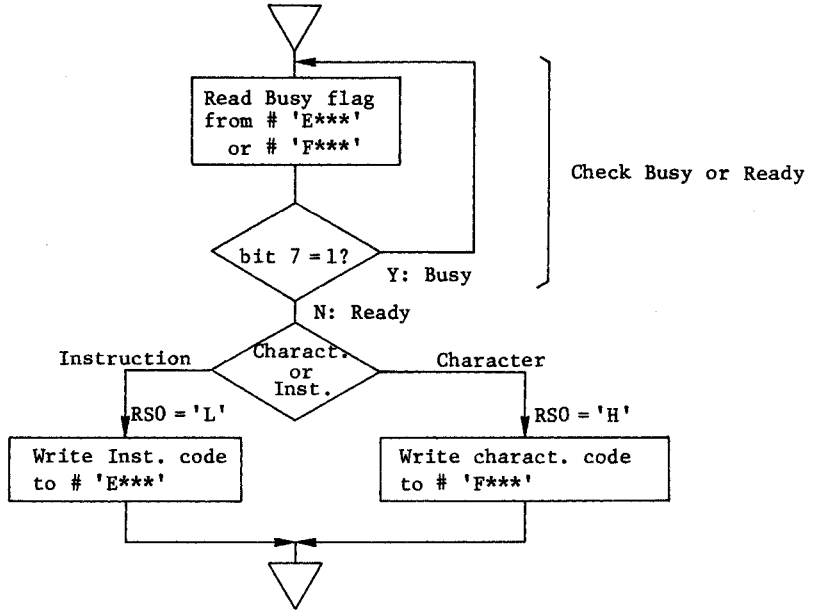 Read Busy flag
from # 'E***'
or # 'F***'
Check Busy or Ready
bit 7 = 1?
Y: Busy
N: Ready
Charact.
or
Inst.
Instruction
Character
RS0 = 'L'
RS0 = 'H'
Write Inst. code
to # 'E***'
Write charact. code
to # 'F***'